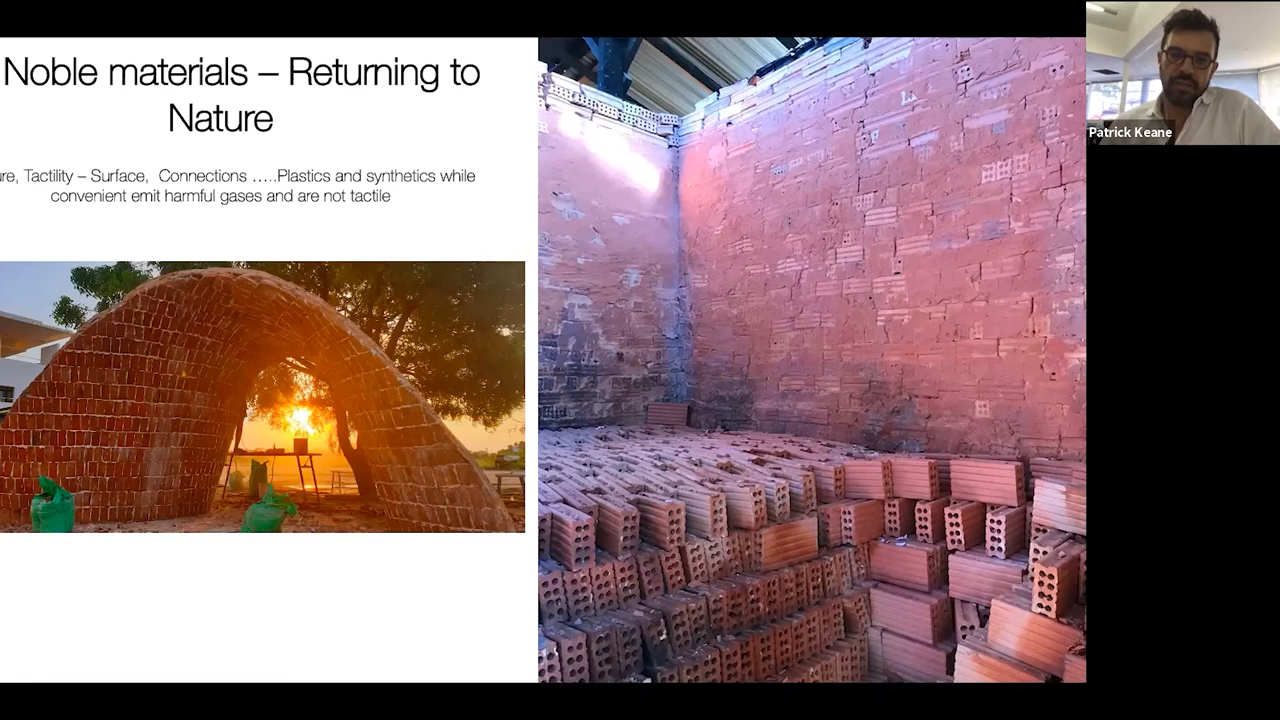 Noble materials – Returning to
Nature
Tactility – Surface, Connections …..Plastics and synthetics while
convenient emit harmful gases and are not tactile
Patrick Keane